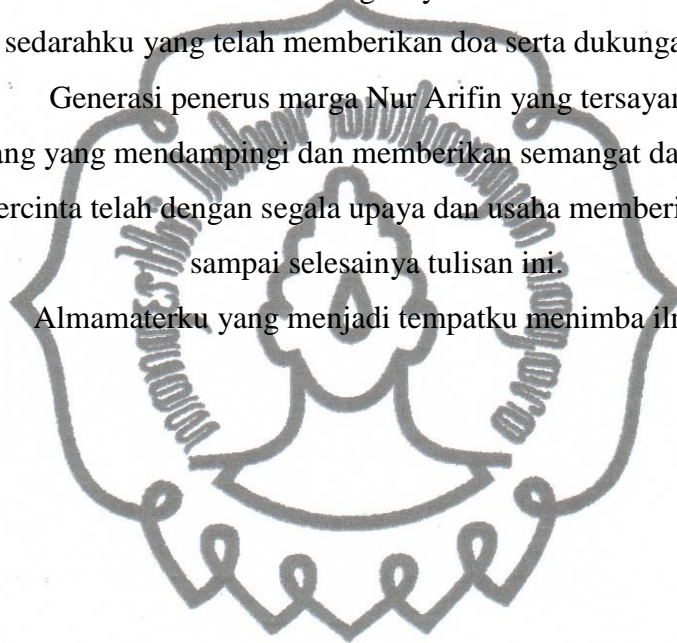 sedarahku yang telah memberikan doa serta dukunga
Generasi penerus marga Nur Arifin yang tersayan
ang yang mendampingi dan memberikan semangat da
ercinta telah dengan segala upaya dan usaha memberi
sampai selesainya tulisan ini.
Almamaterku yang menjadi tempatku menimba il